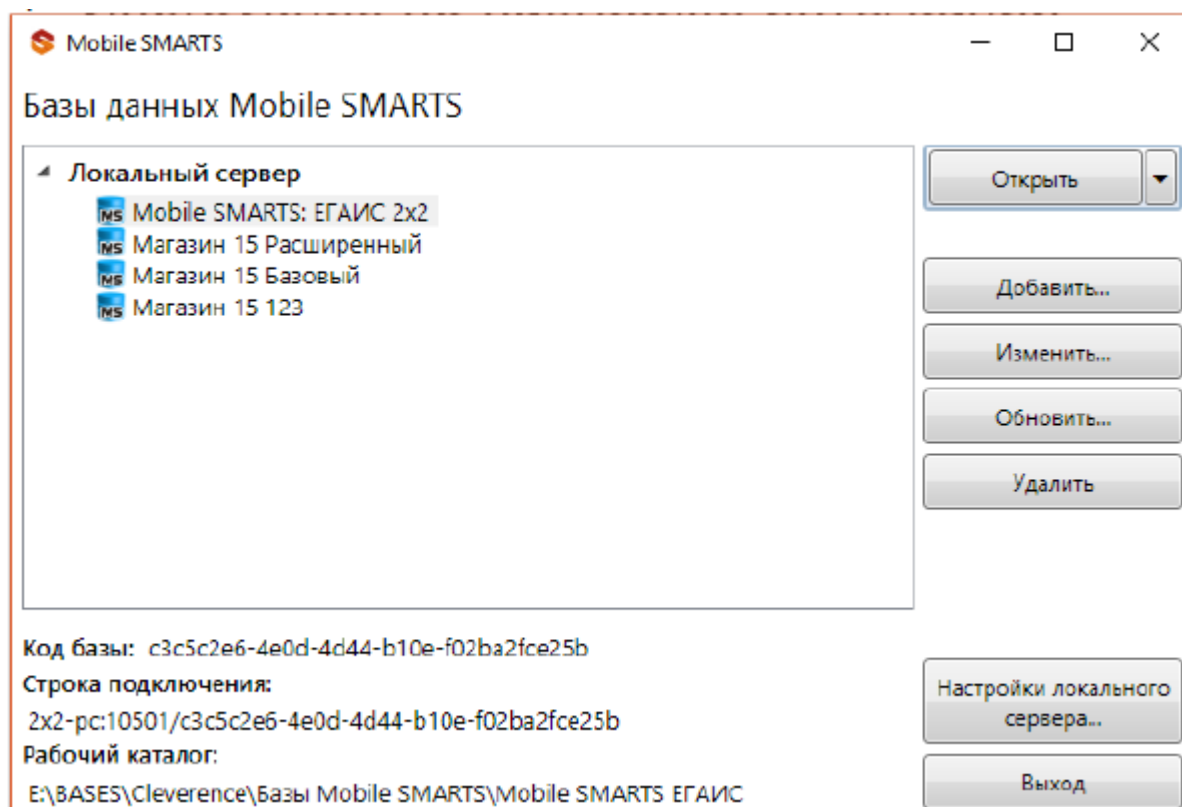 Mobile SMARTS
Базы данных Mobile SMARTS
Локальный сервер
Mobile SMARTS: ЕГАИС 2x2
Магазин 15 Расширенный
Магазин 15 Базовый
Магазин 15 123
Открыть
Добавить...
Изменить...
Обновить...
Удалить
Код базы: c3c5c2e6-4e0d-4d44-b10e-f02ba2fce25b
Строка подключения:
2x2-pc:10501/c3c5c2e6-4e0d-4d44-b10e-f02ba2fce25b
Рабочий каталог:
E:\BASES\Cleverence\Базы Mobile SMARTS\Mobile SMARTS ЕГАИС
Настройки локального
сервера...
Выход